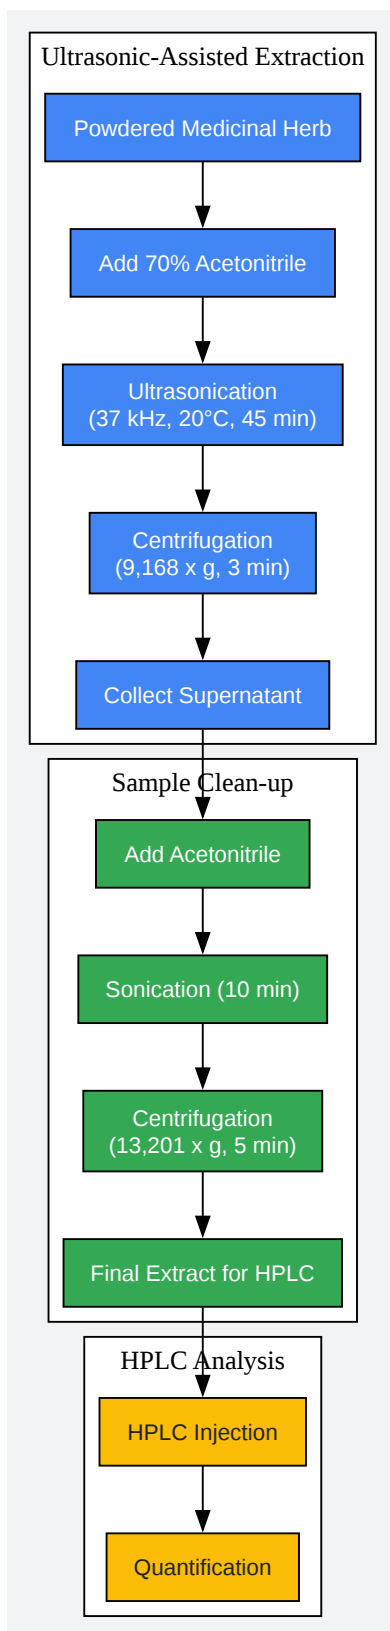 Ultrasonic-Assisted Extraction
Powdered Medicinal Herb
Add 70% Acetonitrile
Ultrasonication
(37 kHz, 20°C, 45 min)
Centrifugation
(9,168 x g, 3 min)
Collect Supernatant
Sample Clean-up
Add Acetonitrile
Sonication (10 min)
Centrifugation
(13,201 x g, 5 min)
Final Extract for HPLC
HPLC Analysis
HPLC Injection
Quantification